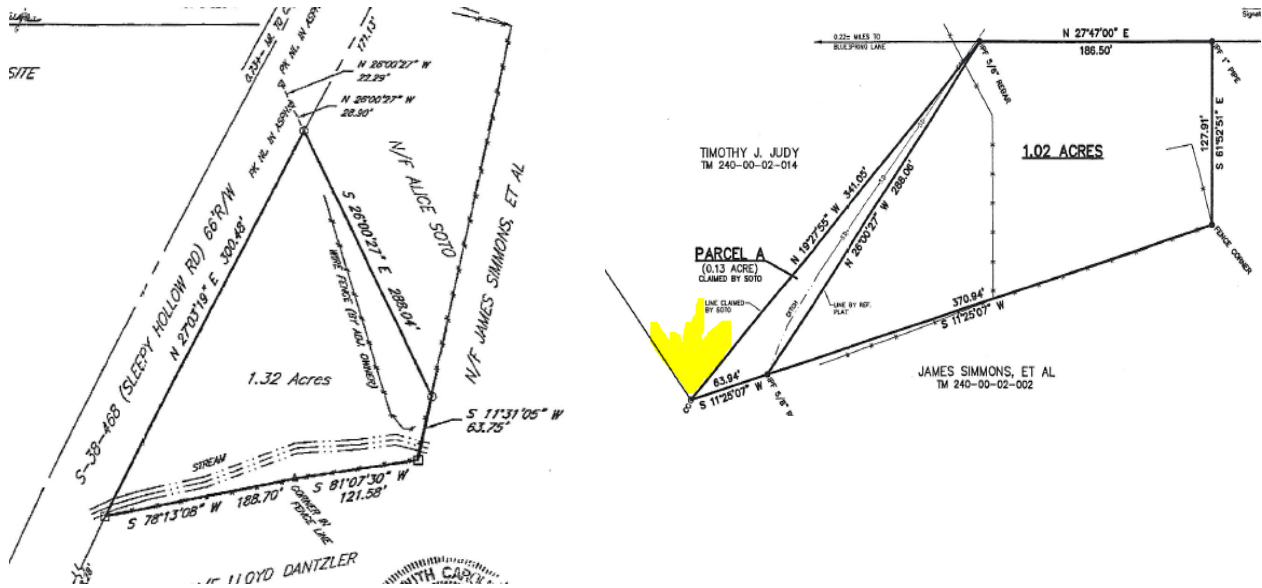 SITE
0.73± MI. TO
171.13'
PK NL IN ASPH
N 26°00'27" W
22.29'
N 26°00'27" W
28.90'
PK NL IN ASPH
N/F ALICE SOTO
N/F JAMES SIMMONS, ET AL
S-38-468 (SLEEPY HOLLOW RD) 66'R/W
N 27°03'19" E 300.48'
S 26°00'27" E 288.04'
WIRE FENCE (BY ADJ. OWNER)
1.32 Acres
S 11°31'05" W
63.75'
STREAM
S 78°13'08" W 188.70'
S 81°07'30" W
121.58'
CORNER IN
FENCE LINE
LLOYD DANTZLER
0.22± MILES TO
BLUESPRING LANE
N 27°47'00" E
186.50'
IPF 5/8" REBAR
IPF 1" PIPE
S 61°52'51" E
127.91'
TIMOTHY J. JUDY
TM 240-00-02-014
1.02 ACRES
N 19°27'55" W 341.05'
N 26°00'27" W 288.06'
PARCEL A
(0.13 ACRE)
CLAIMED BY SOTO
LINE CLAIMED
BY SOTO
DITCH
LINE BY REF.
PLAT
FENCE CORNER
370.94'
S 11°25'07" W
63.94'
S 11°25'07" W
IPF 5/8"
JAMES SIMMONS, ET AL
TM 240-00-02-002